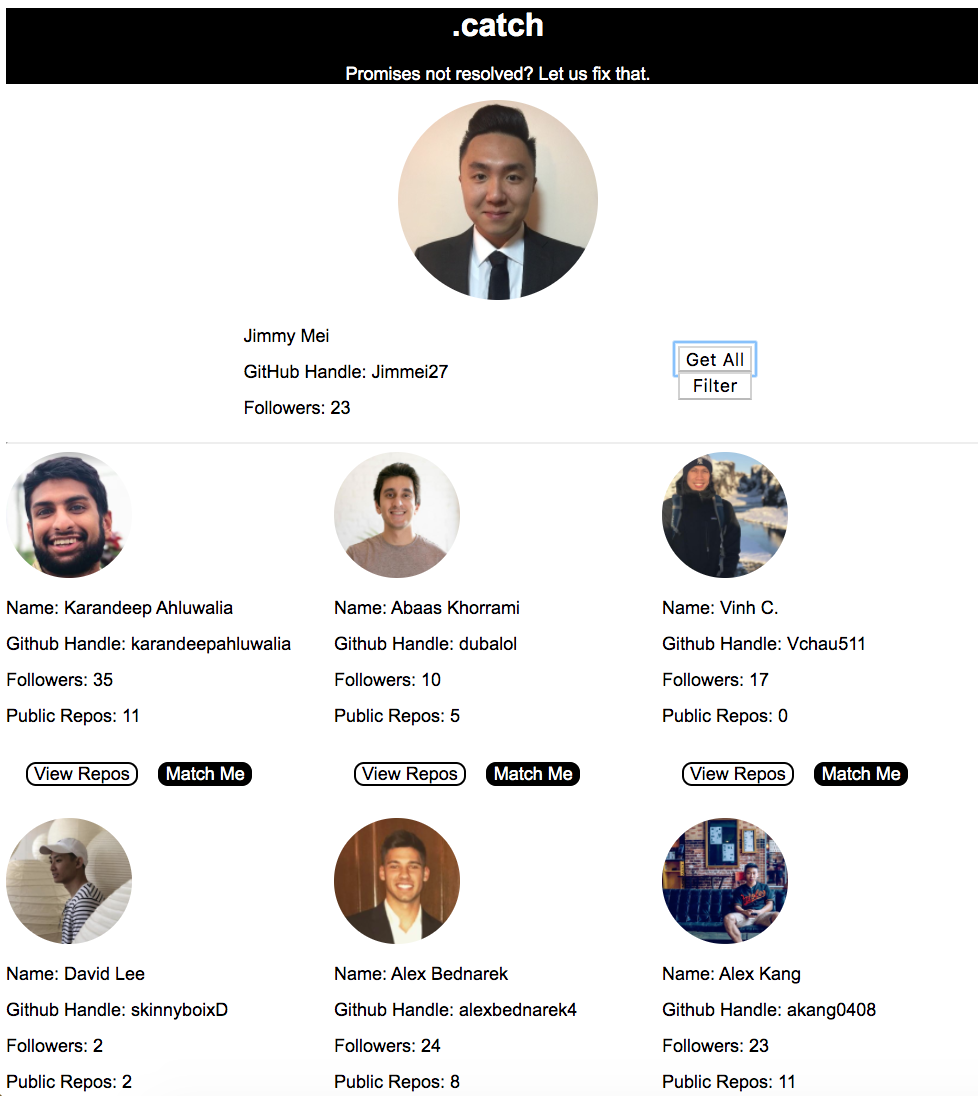 .catch
Promises not resolved? Let us fix that.
Jimmy Mei
GitHub Handle: Jimmei27
Followers: 23
Get All
Filter
Name: Karandeep Ahluwalia
Github Handle: karandeepahluwalia
Followers: 35
Public Repos: 11
View Repos
Match Me
Name: Abaas Khorrami
Github Handle: dubalol
Followers: 10
Public Repos: 5
View Repos
Match Me
Name: Vinh C.
Github Handle: Vchau511
Followers: 17
Public Repos: 0
View Repos
Match Me
Name: David Lee
Github Handle: skinnyboixD
Followers: 2
Public Repos: 2
Name: Alex Bednarek
Github Handle: alexbednarek4
Followers: 24
Public Repos: 8
Name: Alex Kang
Github Handle: akang0408
Followers: 23
Public Repos: 11